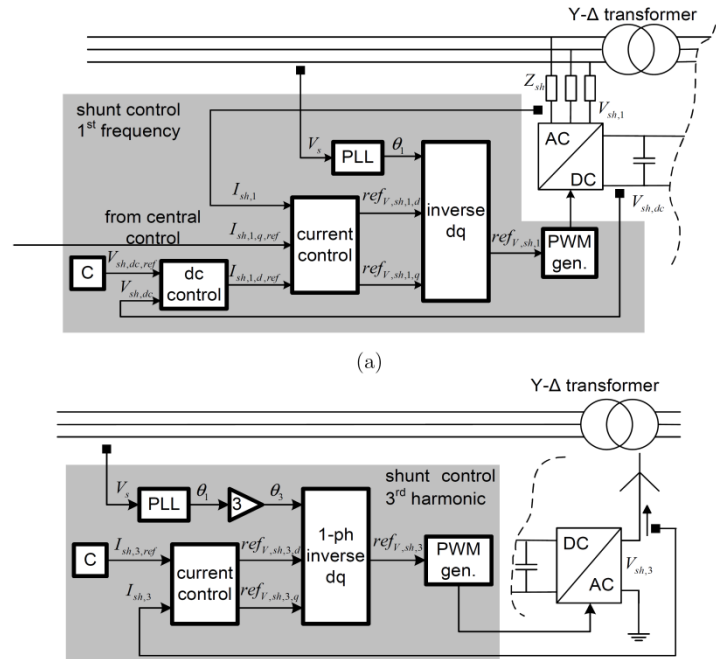 Y-Δ transformer
Z_sh
V_sh,1
shunt control
1st frequency
AC
DC
V_s
PLL
θ_1
V_sh,dc
I_sh,1
ref_V,sh,1,d
from central
control
I_sh,1,q,ref
current
control
inverse
dq
ref_V,sh,1
PWM
gen.
V_sh,dc,ref
C
dc
control
I_sh,1,d,ref
ref_V,sh,1,q
V_sh,dc
(a)
Y-Δ transformer
shunt control
3rd harmonic
V_s
PLL
θ_1
3
θ_3
1-ph
inverse
dq
C
I_sh,3,ref
current
control
ref_V,sh,3,d
ref_V,sh,3
PWM
gen.
DC
AC
V_sh,3
I_sh,3
ref_V,sh,3,q